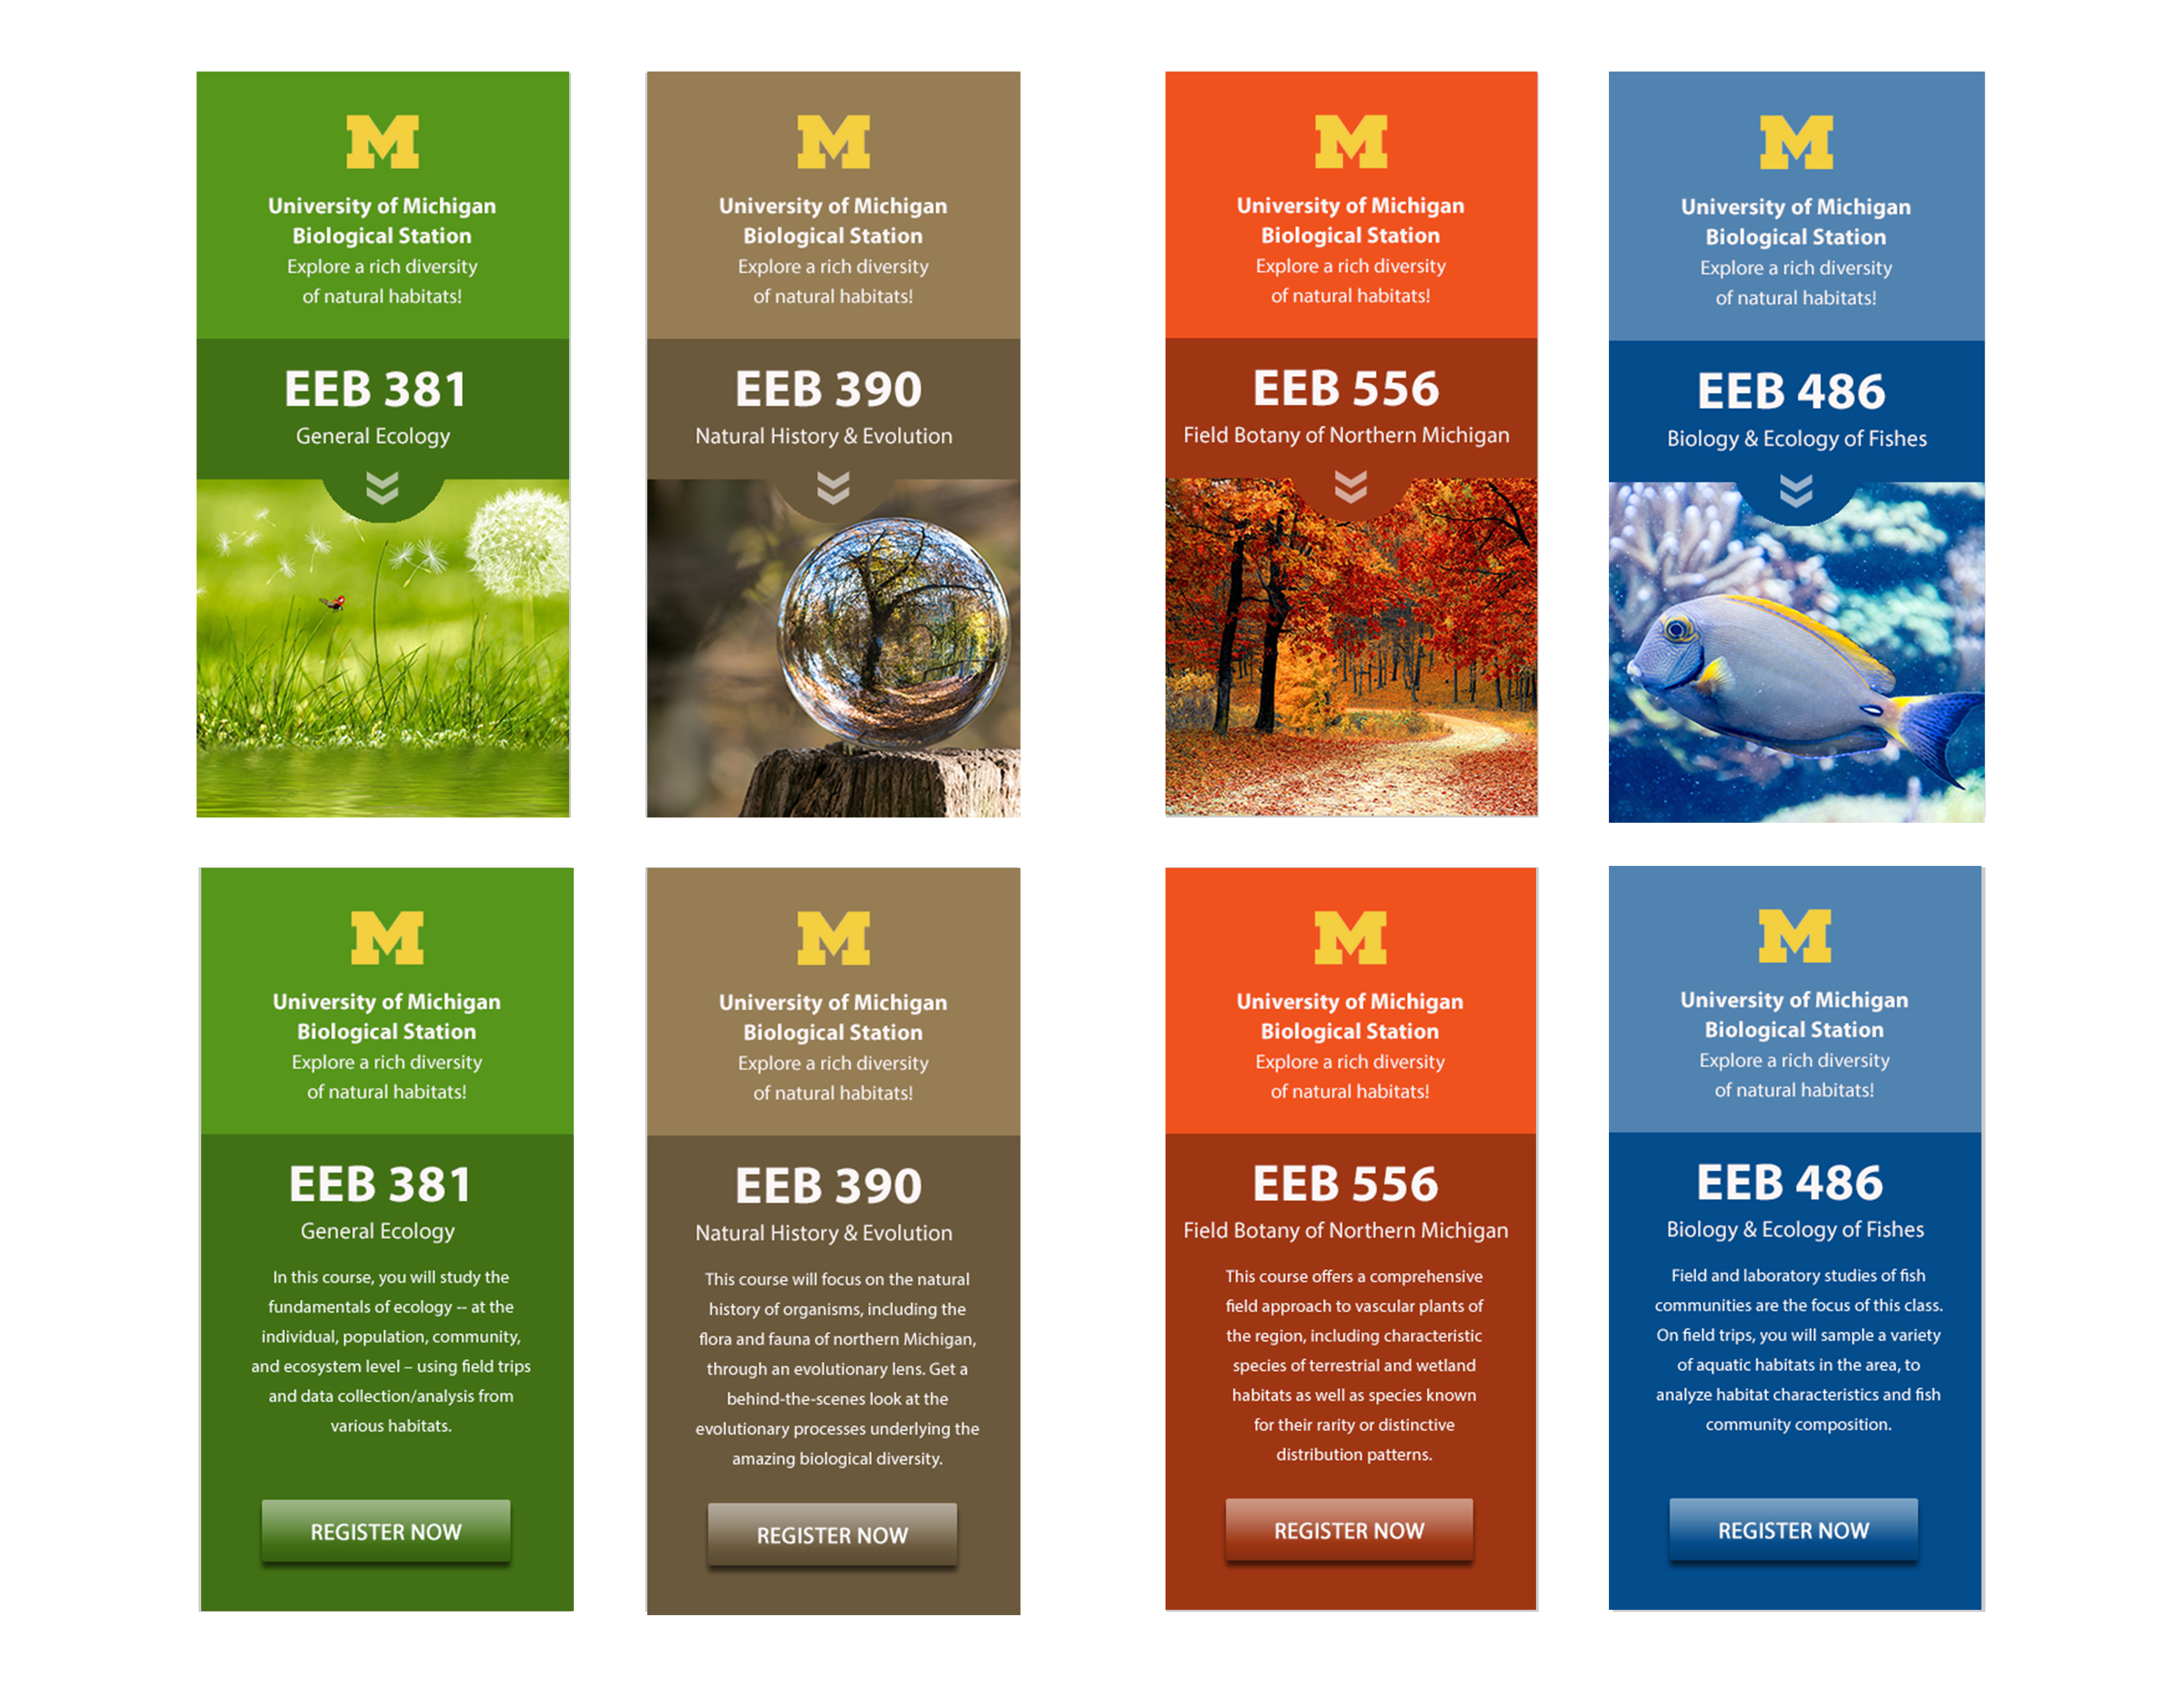 M
University of Michigan
Biological Station
Explore a rich diversity
of natural habitats!
EEB 381
General Ecology
M
University of Michigan
Biological Station
Explore a rich diversity
of natural habitats!
EEB 390
Natural History & Evolution
M
University of Michigan
Biological Station
Explore a rich diversity
of natural habitats!
EEB 556
Field Botany of Northern Michigan
M
University of Michigan
Biological Station
Explore a rich diversity
of natural habitats!
EEB 486
Biology & Ecology of Fishes
M
University of Michigan
Biological Station
Explore a rich diversity
of natural habitats!
EEB 381
General Ecology
In this course, you will study the
fundamentals of ecology -- at the
individual, population, community,
and ecosystem level – using field trips
and data collection/analysis from
various habitats.
REGISTER NOW
M
University of Michigan
Biological Station
Explore a rich diversity
of natural habitats!
EEB 390
Natural History & Evolution
This course will focus on the natural
history of organisms, including the
flora and fauna of northern Michigan,
through an evolutionary lens. Get a
behind-the-scenes look at the
evolutionary processes underlying the
amazing biological diversity.
REGISTER NOW
M
University of Michigan
Biological Station
Explore a rich diversity
of natural habitats!
EEB 556
Field Botany of Northern Michigan
This course offers a comprehensive
field approach to vascular plants of
the region, including characteristic
species of terrestrial and wetland
habitats as well as species known
for their rarity or distinctive
distribution patterns.
REGISTER NOW
M
University of Michigan
Biological Station
Explore a rich diversity
of natural habitats!
EEB 486
Biology & Ecology of Fishes
Field and laboratory studies of fish
communities are the focus of this class.
On field trips, you will sample a variety
of aquatic habitats in the area, to
analyze habitat characteristics and fish
community composition.
REGISTER NOW